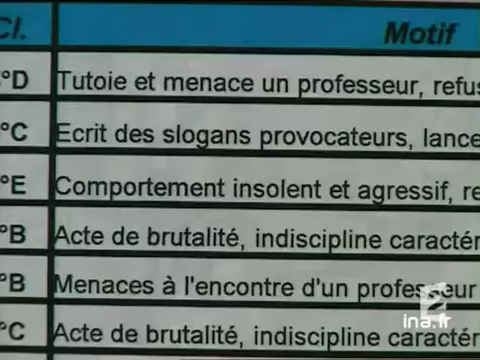 Cl. Motif
°D Tutoie et menace un professeur, refus
°C Ecrit des slogans provocateurs, lance
°E Comportement insolent et agressif, re
°B Acte de brutalité, indiscipline caractér
°B Menaces à l'encontre d'un professeur
°C Acte de brutalité, indiscipline caractér
2
ina.fr